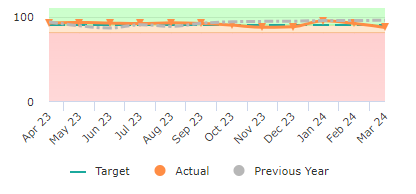 100
0
Apr 23
May 23
Jun 23
Jul 23
Aug 23
Sep 23
Oct 23
Nov 23
Dec 23
Jan 24
Feb 24
Mar 24
Target Actual Previous Year